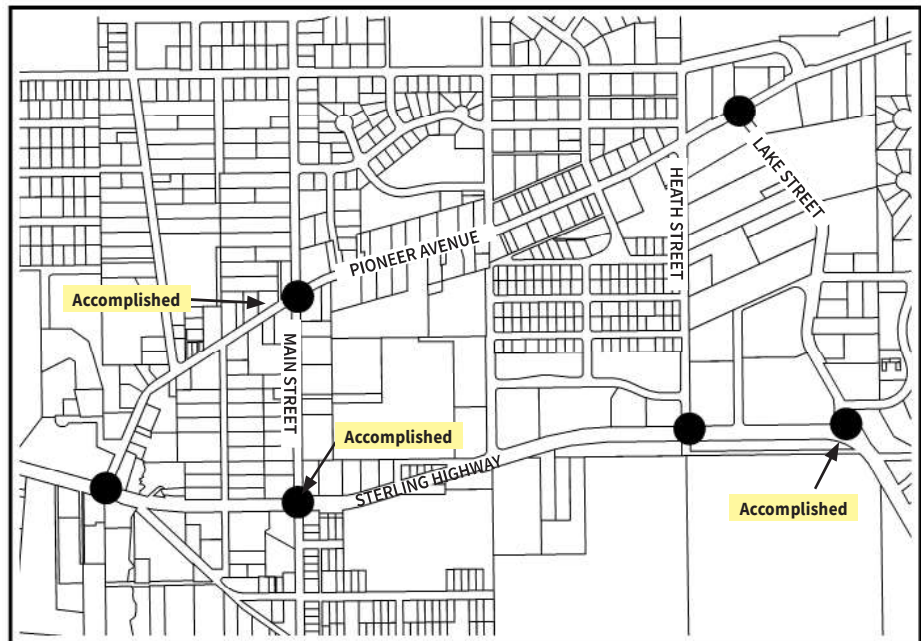 LAKE STREET
HEATH STREET
PIONEER AVENUE
Accomplished
MAIN STREET
Accomplished
STERLING HIGHWAY
Accomplished